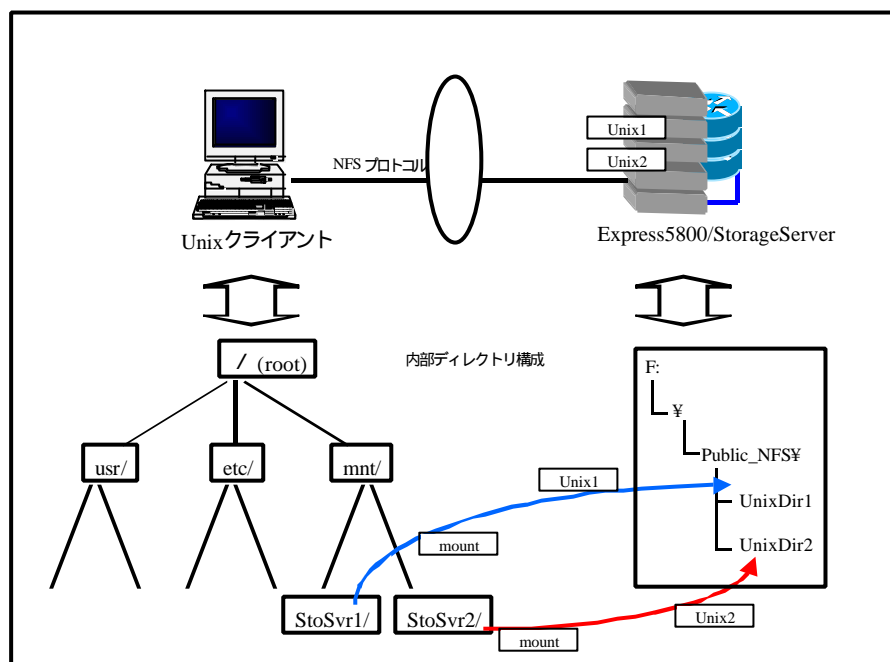 Unix1
Unix2
NFS プロトコル
Unixクライアント
Express5800/StorageServer
/ (root)
内部ディレクトリ構成
F:
¥
Public_NFS¥
usr/
etc/
mnt/
Unix1
UnixDir1
mount
UnixDir2
StoSvr1/
StoSvr2/
Unix2
mount